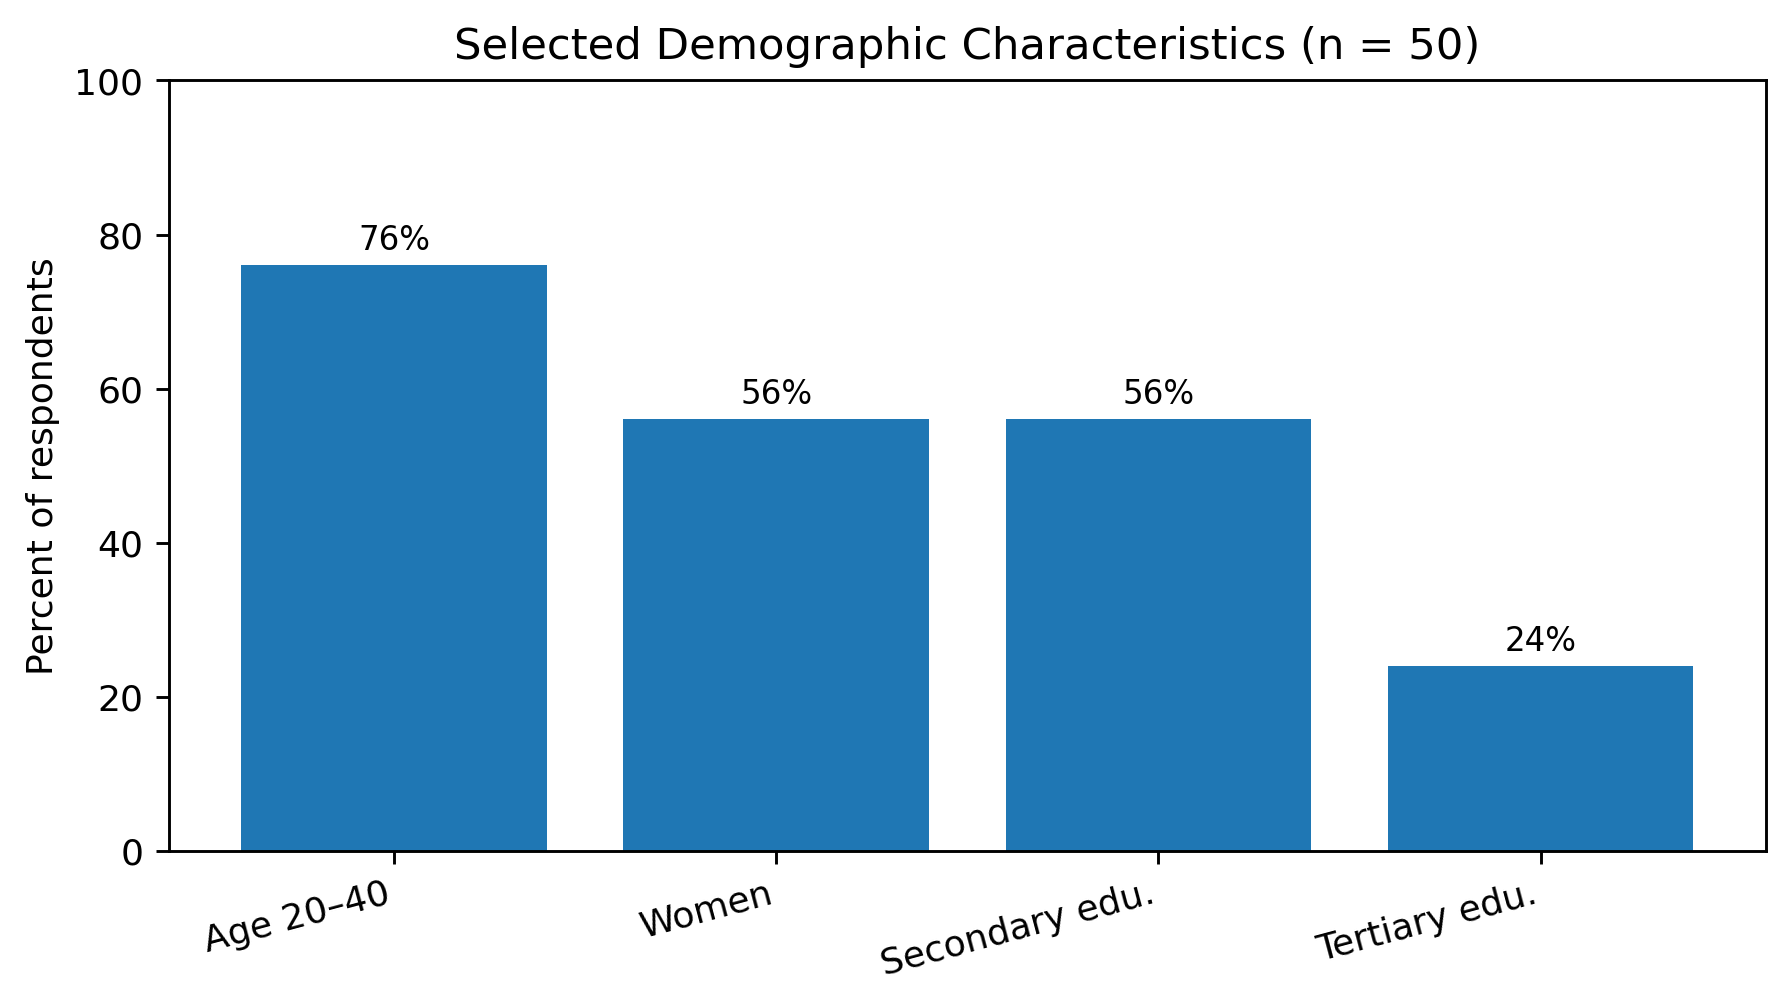 Selected Demographic Characteristics (n = 50)
Percent of respondents
100
80
60
40
20
0
76%
56%
56%
24%
Age 20–40
Women
Secondary edu.
Tertiary edu.